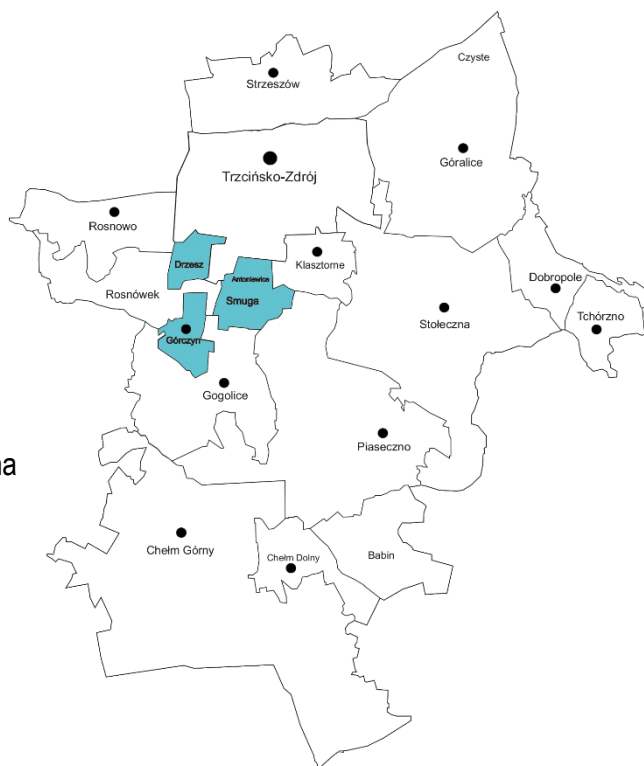 Czyste
Strzeszów
Góralice
Trzcińsko-Zdrój
Rosnowo
Drzesz
Klasztorne
Antoniewice
Dobropole
Rosnówek
Smuga
Stołeczna
Tchórzno
Górczyn
Gogolice
Piaseczno
na
Chełm Górny
Chełm Dolny
Babin